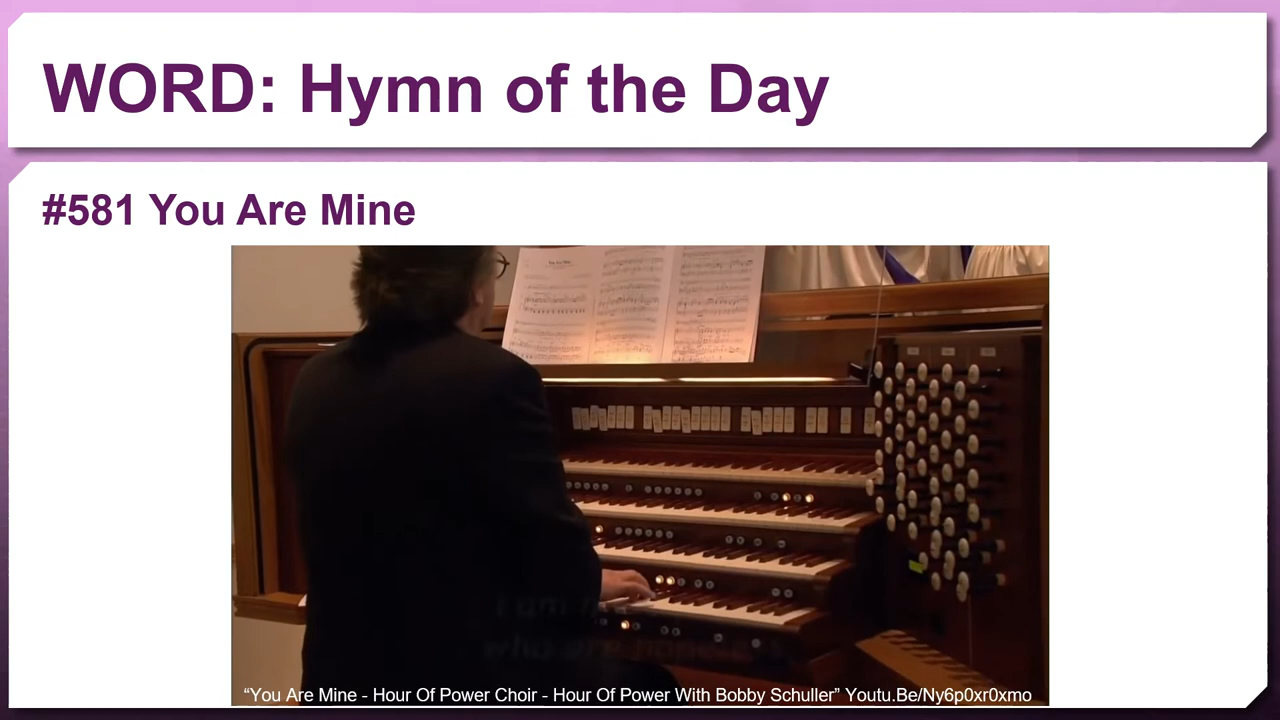 WORD: Hymn of the Day
#581 You Are Mine
“You Are Mine - Hour Of Power Choir - Hour Of Power With Bobby Schuller” Youtu.Be/Ny6p0xr0xmo